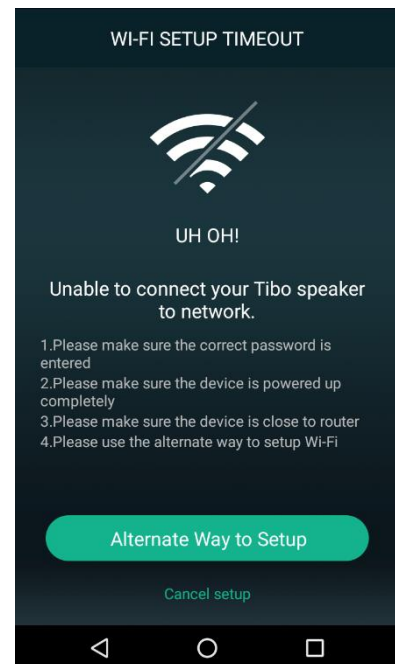 WI-FI SETUP TIMEOUT
UH OH!
Unable to connect your Tibo speaker
to network.
1.Please make sure the correct password is
entered
2.Please make sure the device is powered up
completely
3.Please make sure the device is close to router
4.Please use the alternate way to setup Wi-Fi
Alternate Way to Setup
Cancel setup